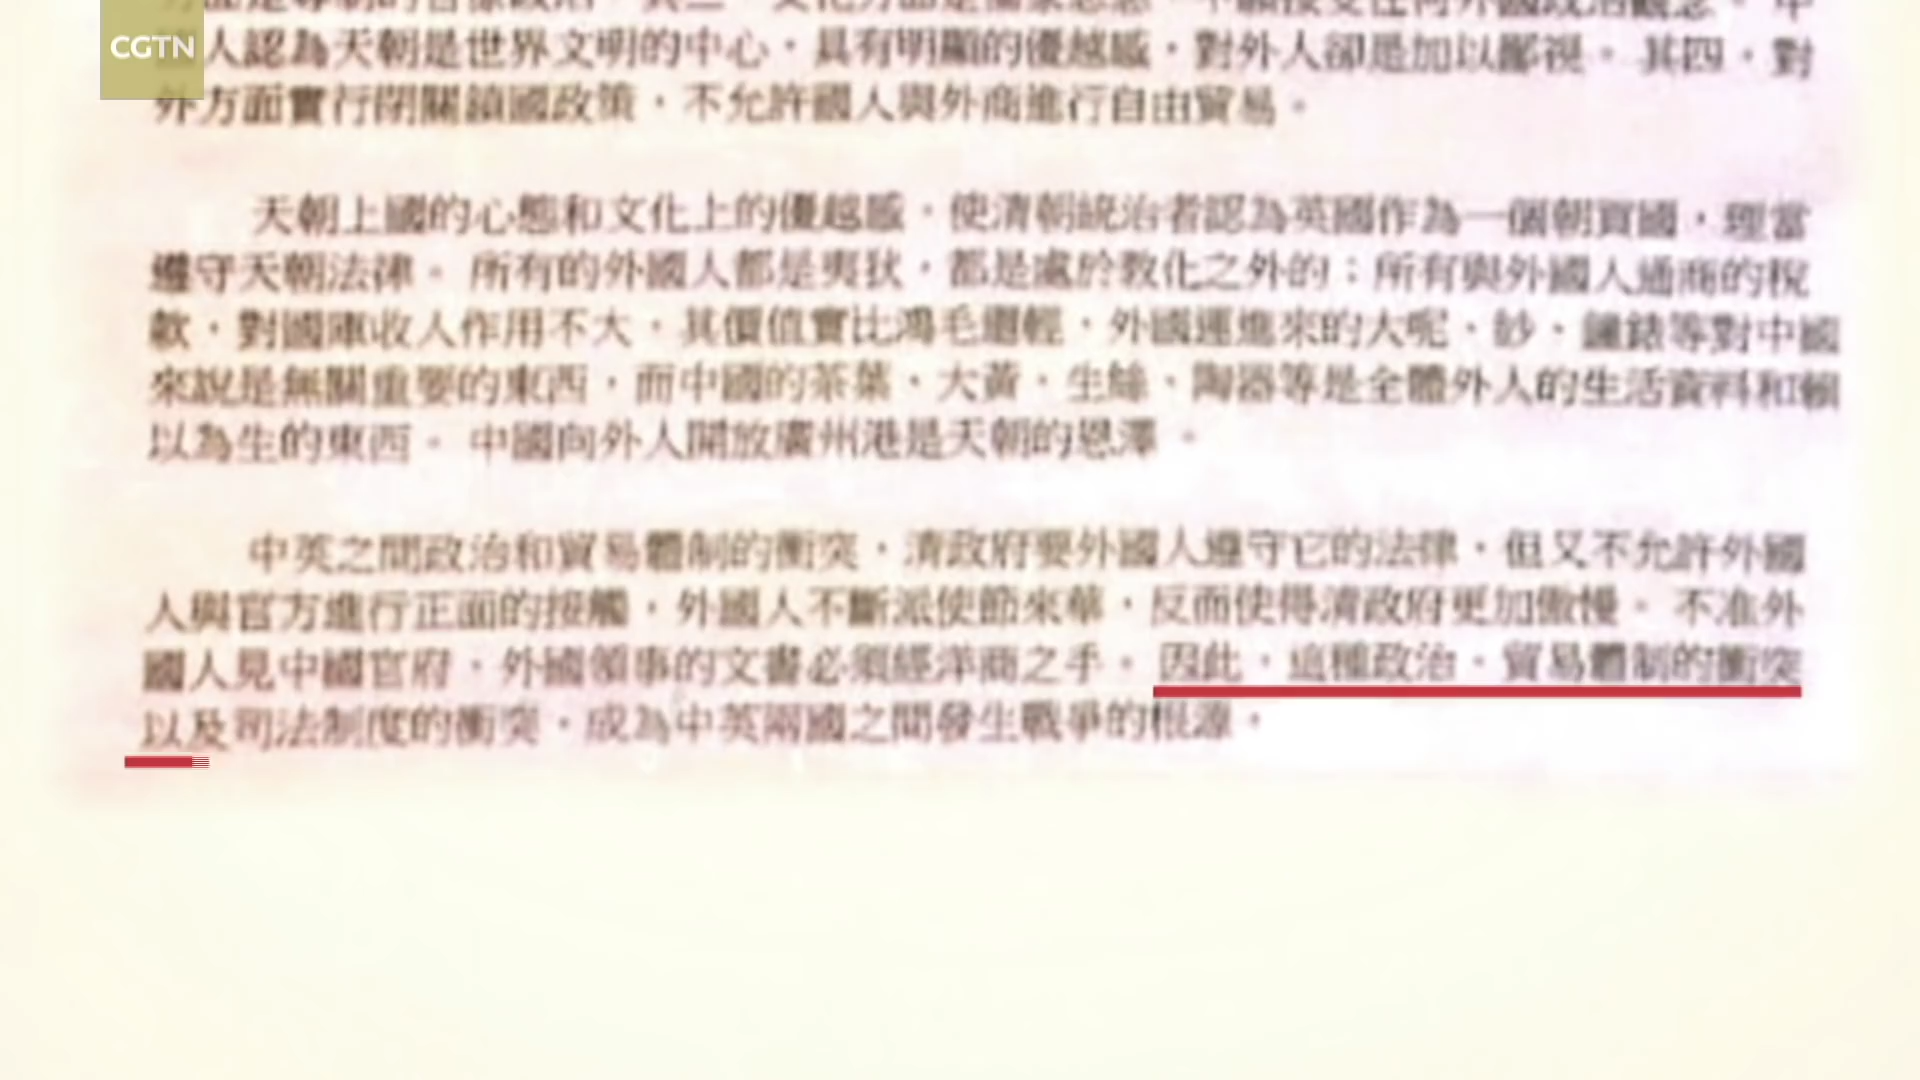 CGTN
人認為天朝是世界文明的中心，具有明顯的優越感，對外人卻是加以鄙視。其四，對
外方面實行閉關鎖國政策，不允許國人與外商進行自由貿易。
天朝上國的心態和文化上的優越感，使清朝統治者認為英國作為一個朝貢國，理當
遵守天朝法律。所有的外國人都是夷狄，都是處於教化之外的；所有與外國人通商的稅
款，對國庫收入作用不大，其價值實比鴻毛還輕，外國運進來的大呢、鐘錶等對中國
來說是無關重要的東西，而中國的茶葉、大黃、生絲、陶器等是全體外人的生活資料和賴
以為生的東西。中國向外人開放廣州港是天朝的恩澤。
中英之間政治和貿易體制的衝突，清政府要外國人遵守它的法律，但又不允許外國
人與官方進行正面的接觸，外國人不斷派使節來華，反而使得清政府更加傲慢。不准外
國人見中國官府，外國領事的文書必須經洋商之手。因此，這種政治、貿易體制的衝突
以及司法制度的衝突，成為中英兩國之間發生戰爭的根源，